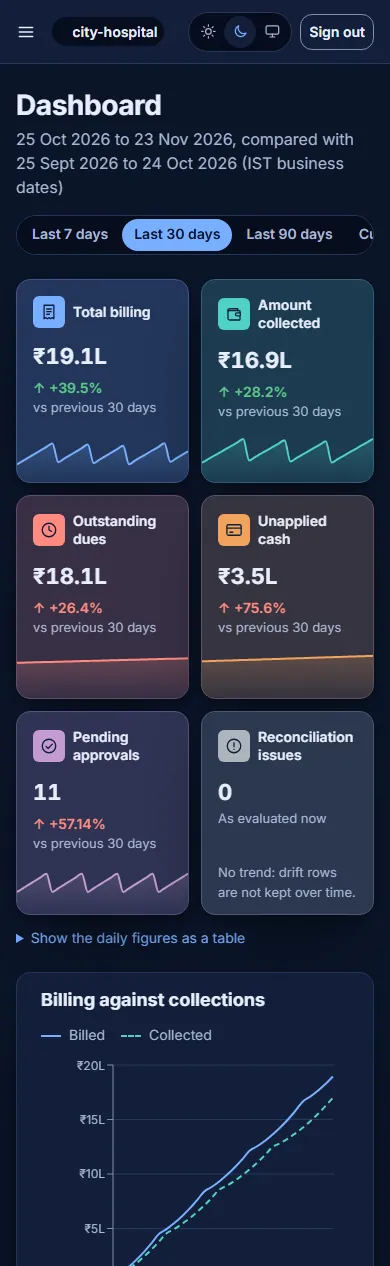 city-hospital
Sign out
Dashboard
25 Oct 2026 to 23 Nov 2026, compared with
25 Sept 2026 to 24 Oct 2026 (IST business
dates)
Last 7 days
Last 30 days
Last 90 days
Total billing
₹19.1L
↑ +39.5%
vs previous 30 days
Amount
collected
₹16.9L
↑ +28.2%
vs previous 30 days
Outstanding
dues
₹18.1L
↑ +26.4%
vs previous 30 days
Unapplied
cash
₹3.5L
↑ +75.6%
vs previous 30 days
Pending
approvals
11
↑ +57.14%
vs previous 30 days
Reconciliation
issues
0
As evaluated now
No trend: drift rows
are not kept over time.
Show the daily figures as a table
Billing against collections
Billed
Collected
₹20L
₹15L
₹10L
₹5L